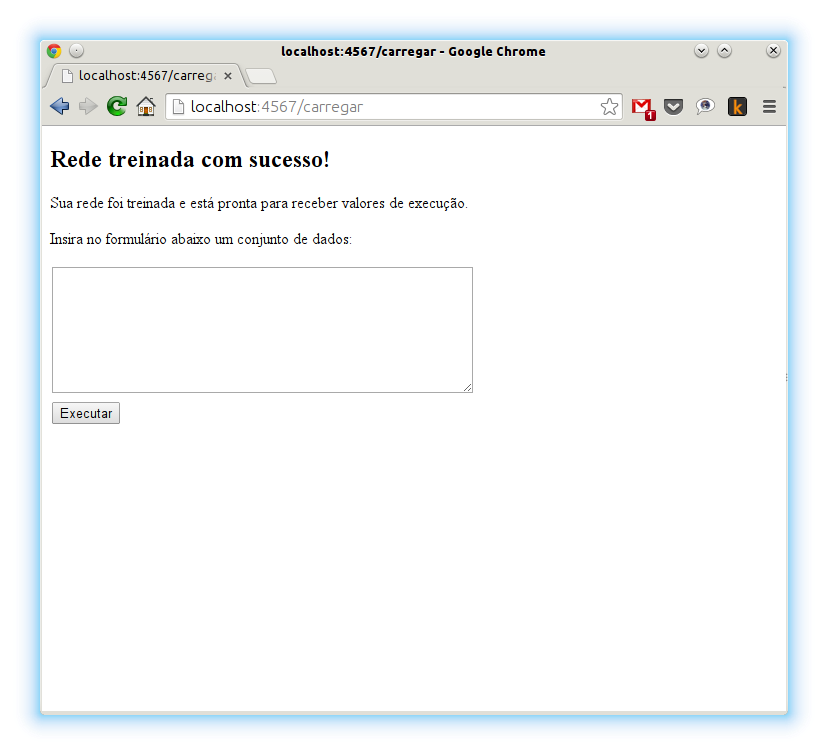 localhost:4567/carregar - Google Chrome
localhost:4567/carreg
localhost:4567/carregar
1
k
Rede treinada com sucesso!
Sua rede foi treinada e está pronta para receber valores de execução.
Insira no formulário abaixo um conjunto de dados:
Executar